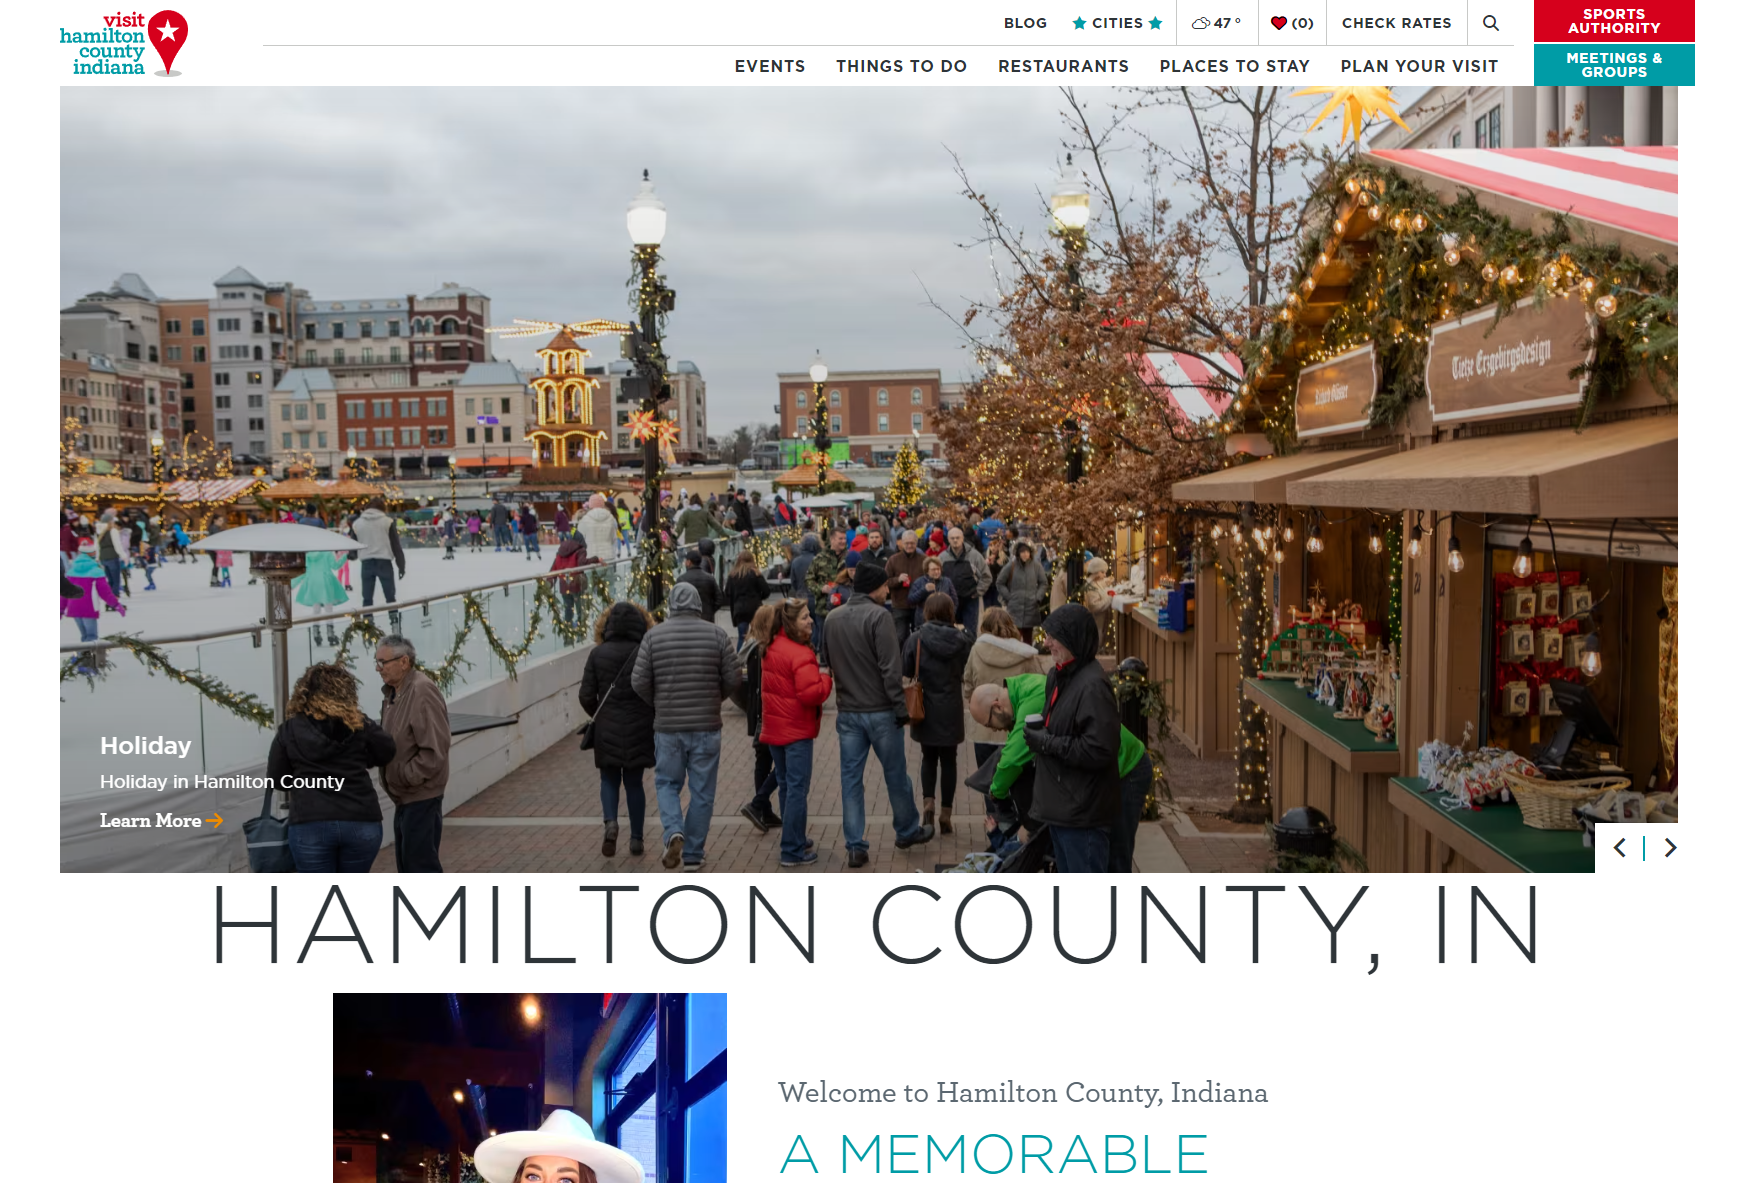 visit
hamilton
county
indiana
BLOG
CITIES
47 °
(0)
CHECK RATES
SPORTS
AUTHORITY
MEETINGS &
GROUPS
EVENTS
THINGS TO DO
RESTAURANTS
PLACES TO STAY
PLAN YOUR VISIT
Tietze Erzgebirgsdesign
Holiday
Holiday in Hamilton County
Learn More
HAMILTON COUNTY, IN
Welcome to Hamilton County, Indiana
A MEMORABLE